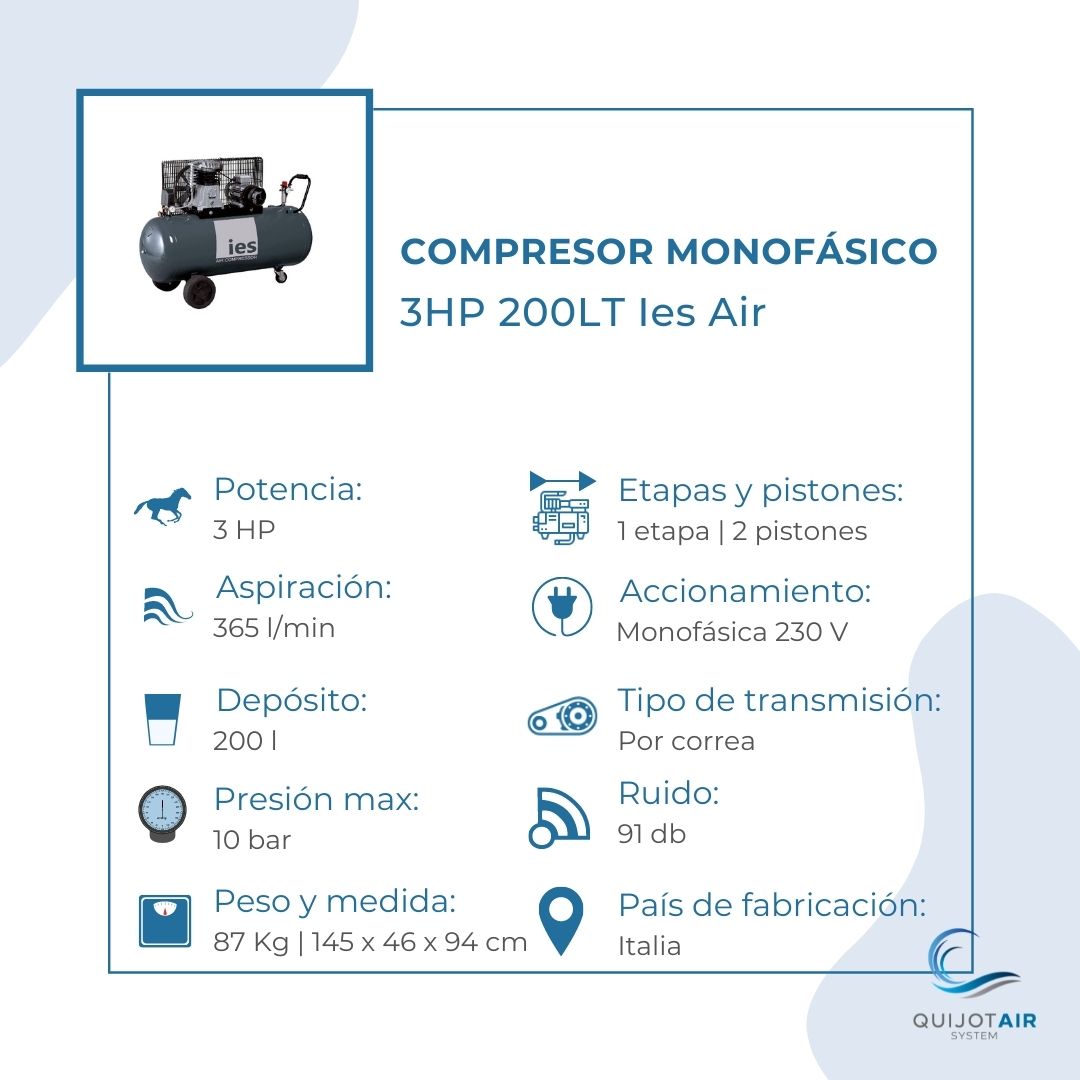 ies
AIR COMPRESSOR
COMPRESOR MONOFÁSICO
3HP 200LT Ies Air
Potencia:
3 HP
Etapas y pistones:
1 etapa | 2 pistones
Aspiración:
365 l/min
Accionamiento:
Monofásica 230 V
Depósito:
200 l
Tipo de transmisión:
Por correa
Presión max:
10 bar
Ruido:
91 db
Peso y medida:
87 Kg | 145 x 46 x 94 cm
País de fabricación:
Italia
QUIJOTAIR
SYSTEM